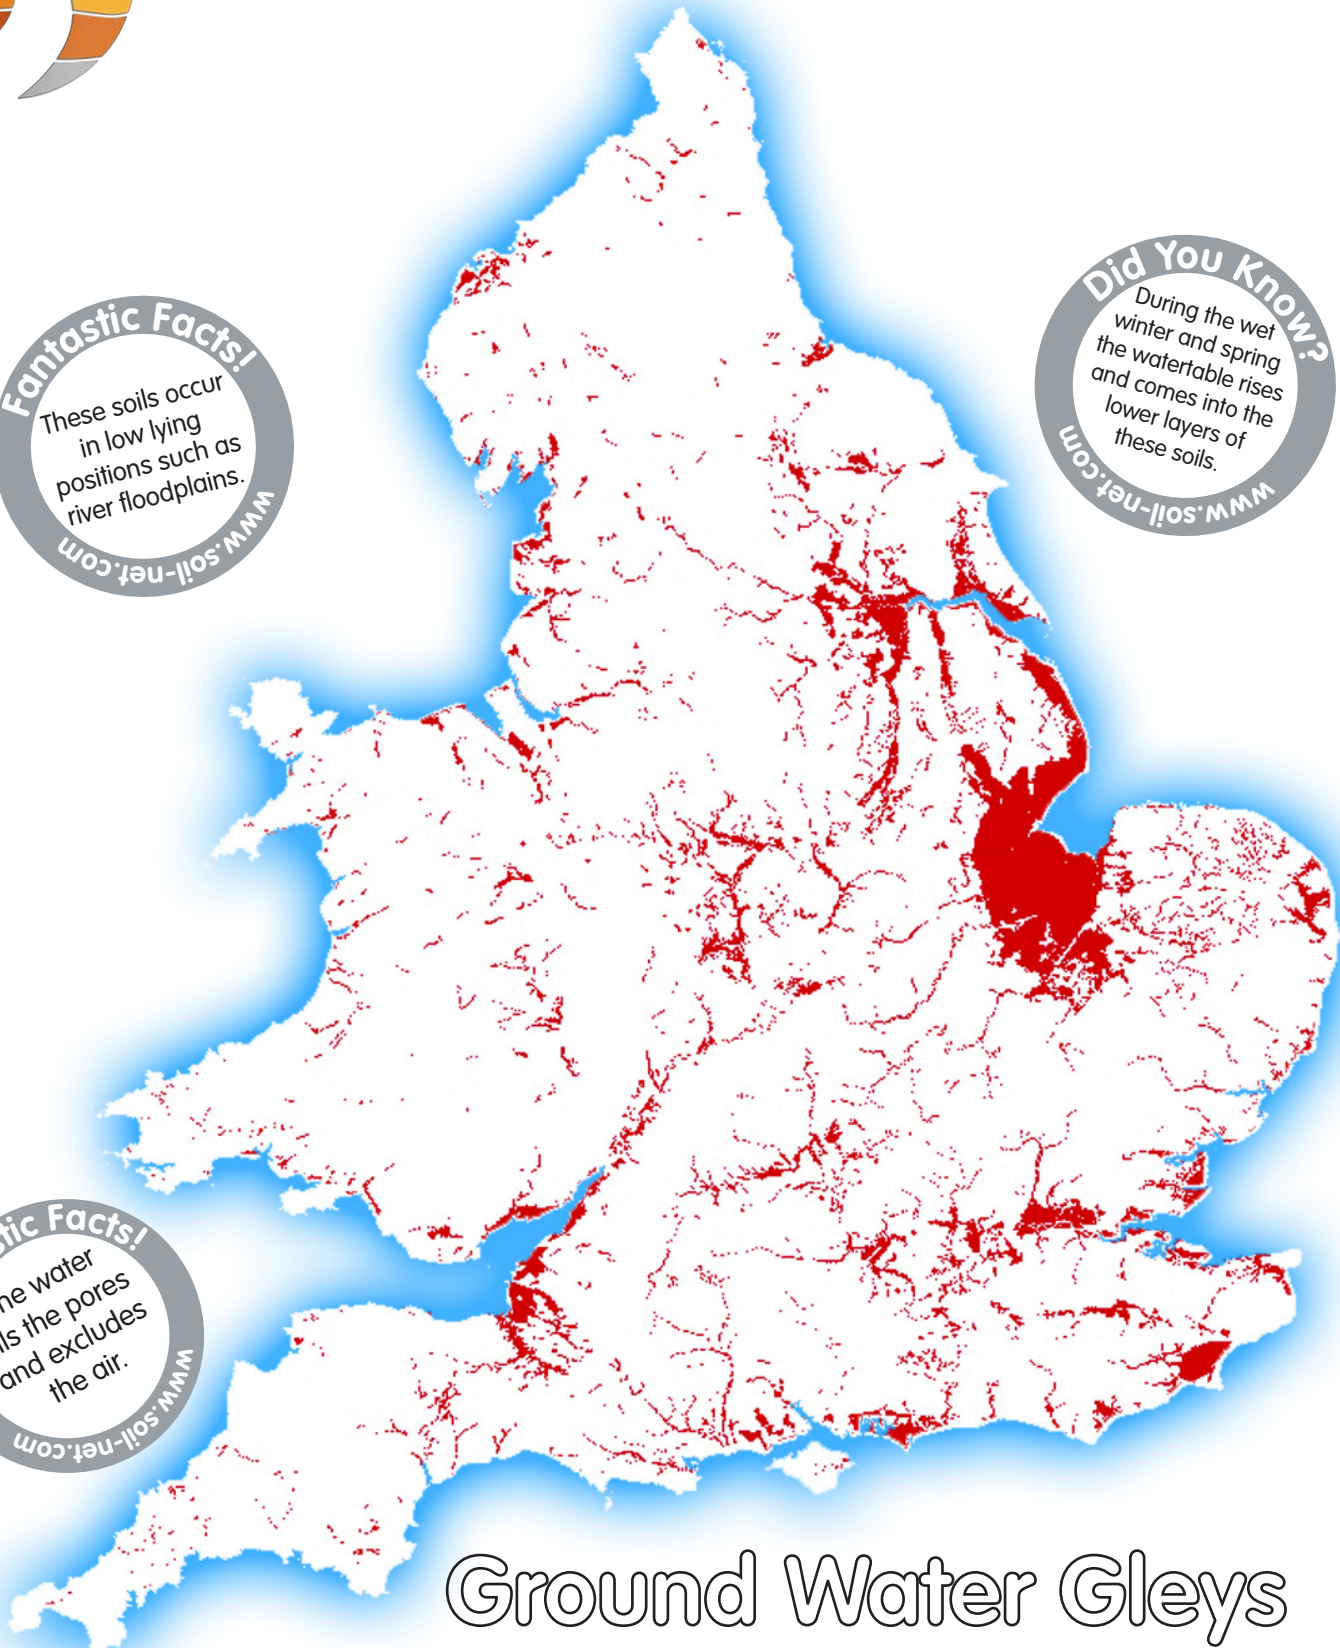 Fantastic Facts!
These soils occur
in low lying
positions such as
river floodplains.
www.soil-net.com
Did You Know?
During the wet
winter and spring
the watertable rises
and comes into the
lower layers of
these soils.
www.soil-net.com
Facts!
water
the pores
and excludes
the air.
www.soil-net.com
Ground Water Gleys